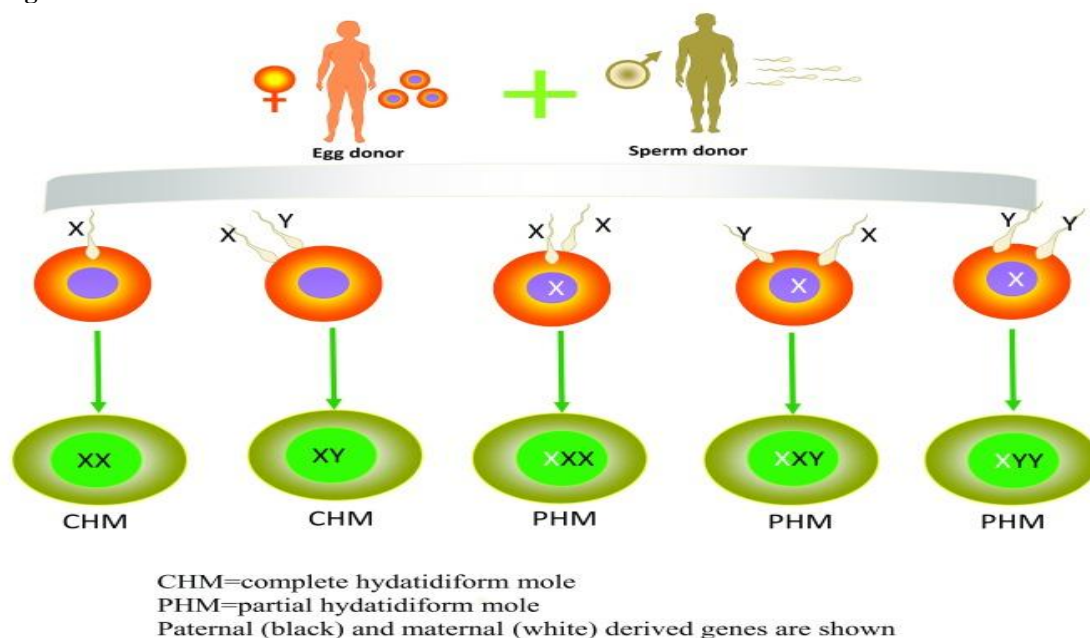 Egg donor
Sperm donor
X
X Y
X X
Y X
Y Y
X
X
X
XX
XY
XXX
XXY
XYY
CHM
CHM
PHM
PHM
PHM
CHM=complete hydatidiform mole
PHM=partial hydatidiform mole
Paternal (black) and maternal (white) derived genes are shown